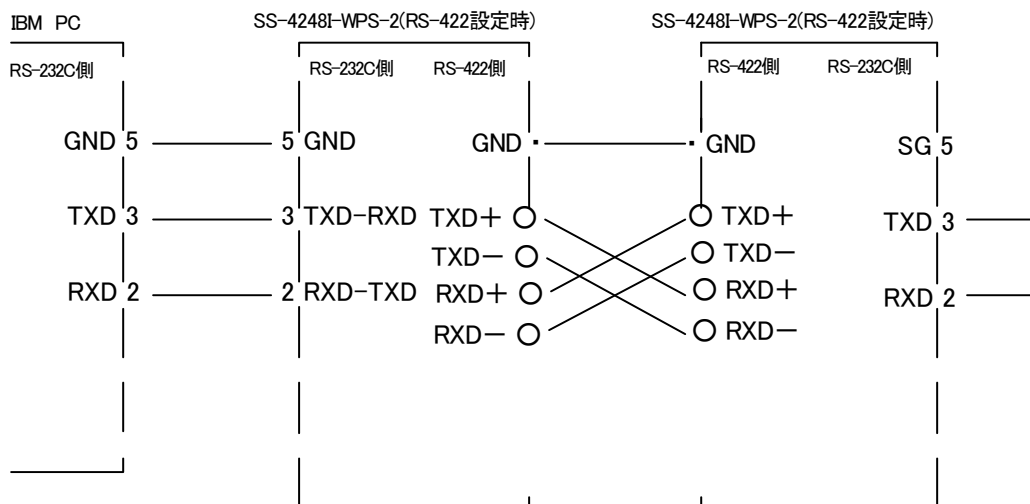 IBM PC
SS-4248I-WPS-2(RS-422設定時)
SS-4248I-WPS-2(RS-422設定時)
RS-232C側
RS-232C側
RS-422側
RS-422側
RS-232C側
GND 5
5 GND
GND
GND
SG 5
TXD 3
3 TXD-RXD
TXD+
TXD+
TXD 3
TXD-
TXD-
RXD 2
2 RXD-TXD
RXD+
RXD+
RXD 2
RXD-
RXD-